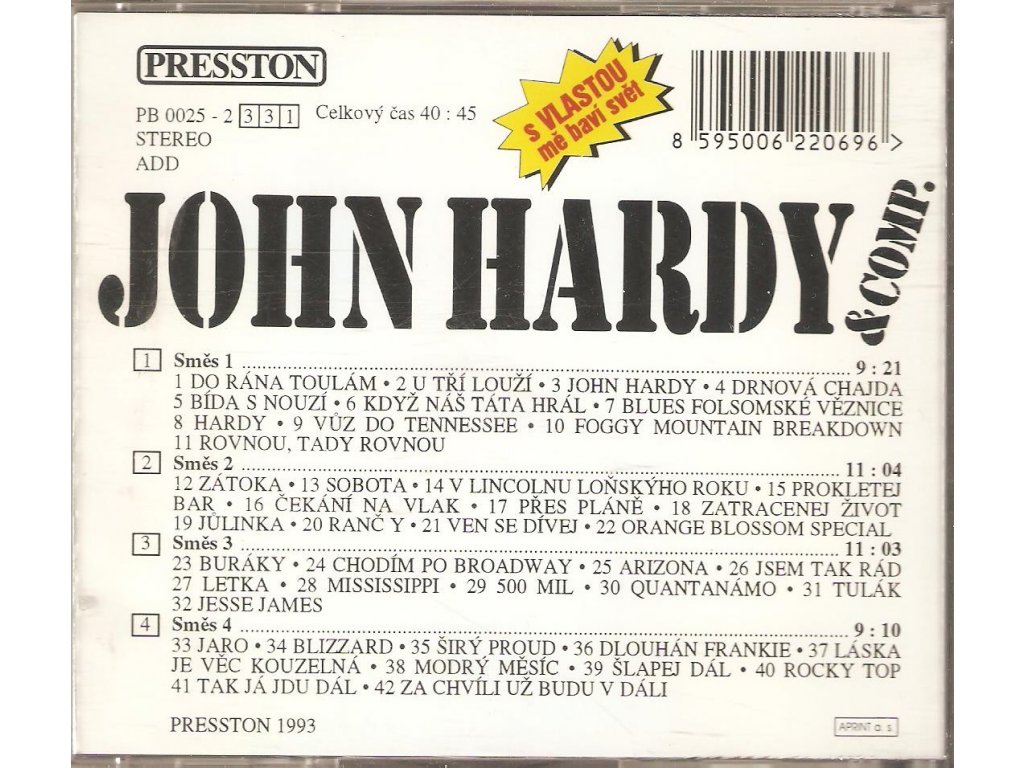 PRESSTON
PB 0025 - 2 3 3 1 Celkový čas 40 : 45
STEREO
ADD
s VLASTOU
mě baví svět
8 595006 220696 >
JOHN HARDY
& COMP.
1 Směs 1 ........ 9 : 21
1 DO RÁNA TOULÁM • 2 U TŘÍ LOUŽÍ • 3 JOHN HARDY • 4 DRNOVÁ CHAJDA
5 BÍDA S NOUZÍ • 6 KDYŽ NÁŠ TÁTA HRÁL • 7 BLUES FOLSOMSKÉ VĚZNICE
8 HARDY • 9 VŮZ DO TENNESSEE • 10 FOGGY MOUNTAIN BREAKDOWN
11 ROVNOU, TADY ROVNOU
2 Směs 2 ........ 11 : 04
12 ZÁTOKA • 13 SOBOTA • 14 V LINCOLNU LOŇSKÝHO ROKU • 15 PROKLETEJ
BAR • 16 ČEKÁNÍ NA VLAK • 17 PŘES PLÁNĚ • 18 ZATRACENEJ ŽIVOT
19 JŮLINKA • 20 RANČ Y • 21 VEN SE DÍVEJ • 22 ORANGE BLOSSOM SPECIAL
3 Směs 3 ........ 11 : 03
23 BURÁKY • 24 CHODÍM PO BROADWAY • 25 ARIZONA • 26 JSEM TAK RÁD
27 LETKA • 28 MISSISSIPPI • 29 500 MIL • 30 QUANTANÁMO • 31 TULÁK
32 JESSE JAMES
4 Směs 4 ........ 9 : 10
33 JARO • 34 BLIZZARD • 35 ŠIRÝ PROUD • 36 DLOUHÁN FRANKIE • 37 LÁSKA
JE VĚC KOUZELNÁ • 38 MODRÝ MĚSÍC • 39 ŠLAPEJ DÁL • 40 ROCKY TOP
41 TAK JÁ JDU DÁL • 42 ZA CHVÍLI UŽ BUDU V DÁLI
PRESSTON 1993
APRINT a. s.